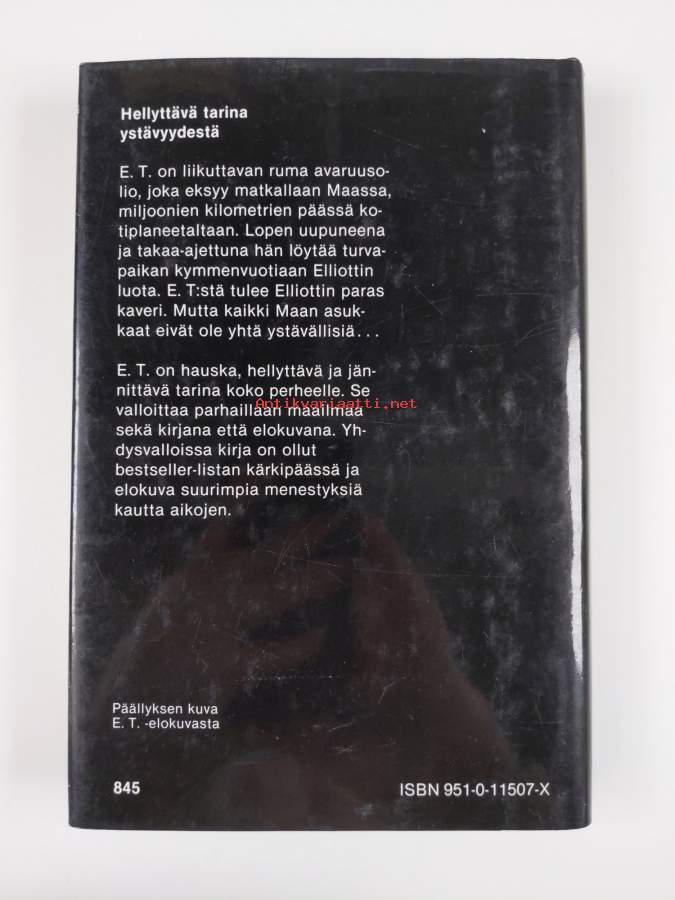 Hellyttävä tarina
ystävyydestä
E. T. on liikuttavan ruma avaruuso-
lio, joka eksyy matkallaan Maassa,
miljoonien kilometrien päässä ko-
tiplaneetaltaan. Lopen uupuneena
ja takaa-ajettuna hän löytää turva-
paikan kymmenvuotiaan Elliottin
luota. E. T:stä tulee Elliottin paras
kaveri. Mutta kaikki Maan asuk-
kaat eivät ole yhtä ystävällisiä...
E. T. on hauska, hellyttävä ja jän-
nittävä tarina koko perheelle. Se
valloittaa parhaillaan maailmaa
Antikvariaatti.net
sekä kirjana että elokuvana. Yh-
dysvalloissa kirja on ollut
bestseller-listan kärkipäässä ja
elokuva suurimpia menestyksiä
kautta aikojen.
Päällyksen kuva
E. T. -elokuvasta
845
ISBN 951-0-11507-X